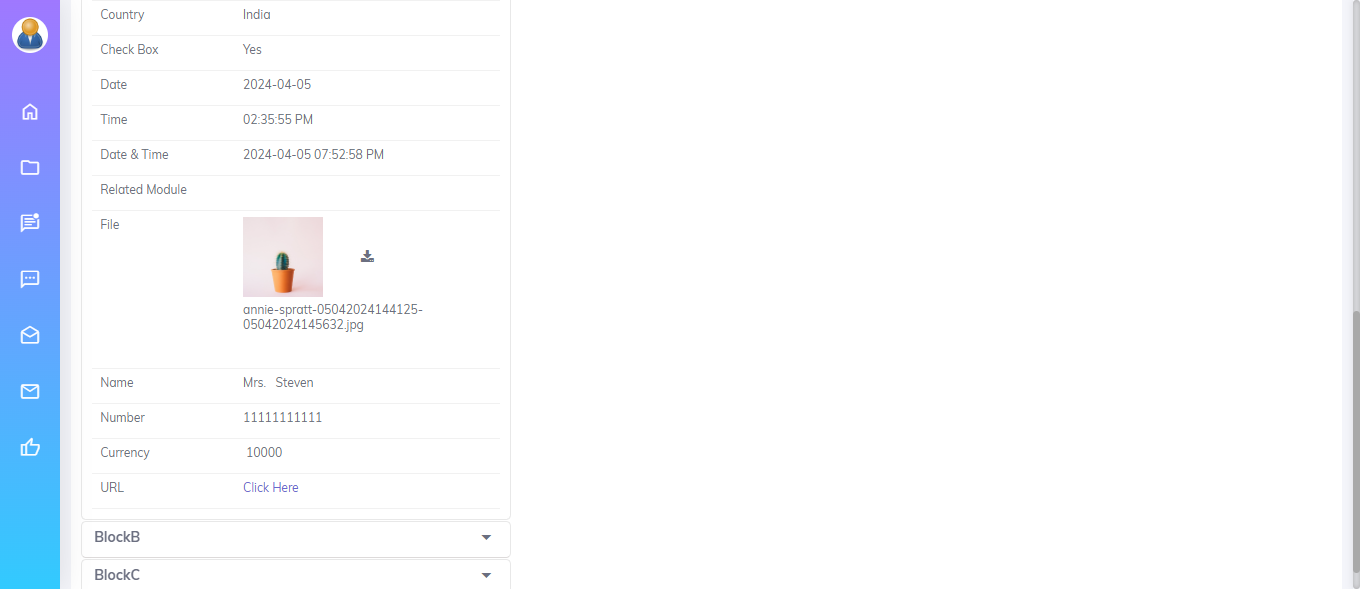 Country India
Check Box Yes
Date 2024-04-05
Time 02:35:55 PM
Date & Time 2024-04-05 07:52:58 PM
Related Module
File
annie-spratt-05042024144125-
05042024145632.jpg
Name Mrs. Steven
Number 11111111111
Currency 10000
URL Click Here
BlockB
BlockC